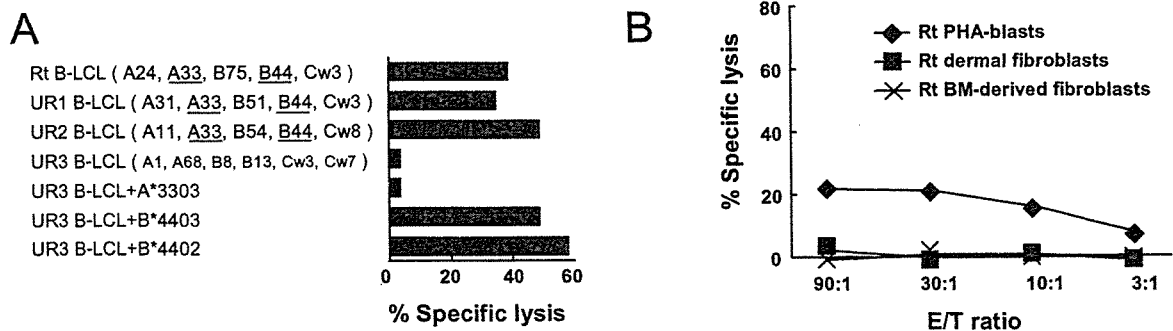 A
Rt B-LCL ( A24, A33, B75, B44, Cw3 )
UR1 B-LCL ( A31, A33, B51, B44, Cw3 )
UR2 B-LCL ( A11, A33, B54, B44, Cw8 )
UR3 B-LCL ( A1, A68, B8, B13, Cw3, Cw7 )
UR3 B-LCL+A*3303
UR3 B-LCL+B*4403
UR3 B-LCL+B*4402
0 20 40 60
% Specific lysis
B
% Specific lysis
80
60
40
20
0
Rt PHA-blasts
Rt dermal fibroblasts
Rt BM-derived fibroblasts
90:1 30:1 10:1 3:1
E/T ratio